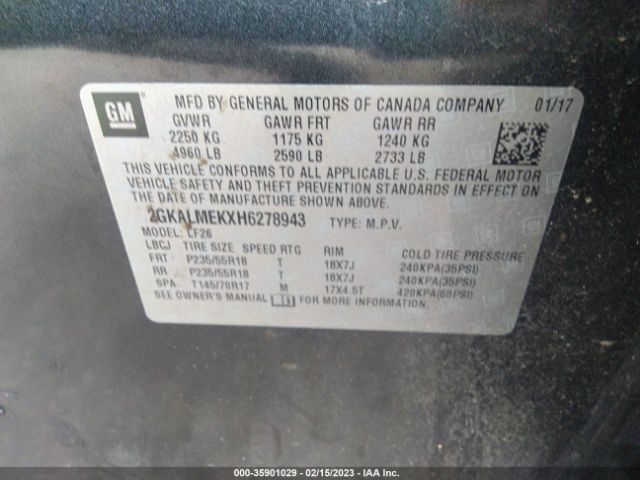 GM
MFD BY GENERAL MOTORS OF CANADA COMPANY 01/17
GVWR GAWR FRT GAWR RR
2250 KG 1175 KG 1240 KG
4960 LB 2590 LB 2733 LB
THIS VEHICLE CONFORMS TO ALL APPLICABLE U.S. FEDERAL MOTOR
VEHICLE SAFETY AND THEFT PREVENTION STANDARDS IN EFFECT ON
THE DATE OF MANUFACTURE SHOWN ABOVE.
2GKALMEKXH6278943 TYPE: M.P.V.
MODEL: LF26
LBCJ TIRE SIZE SPEED RTG RIM COLD TIRE PRESSURE
FRT P235/55R18 T 18X7J 240KPA(35PSI)
RR P235/55R18 T 18X7J 240KPA(35PSI)
SPA T145/70R17 M 17X4.5T 420KPA(60PSI)
SEE OWNER'S MANUAL FOR MORE INFORMATION.
000-35901029 - 02/15/2023 - IAA Inc.